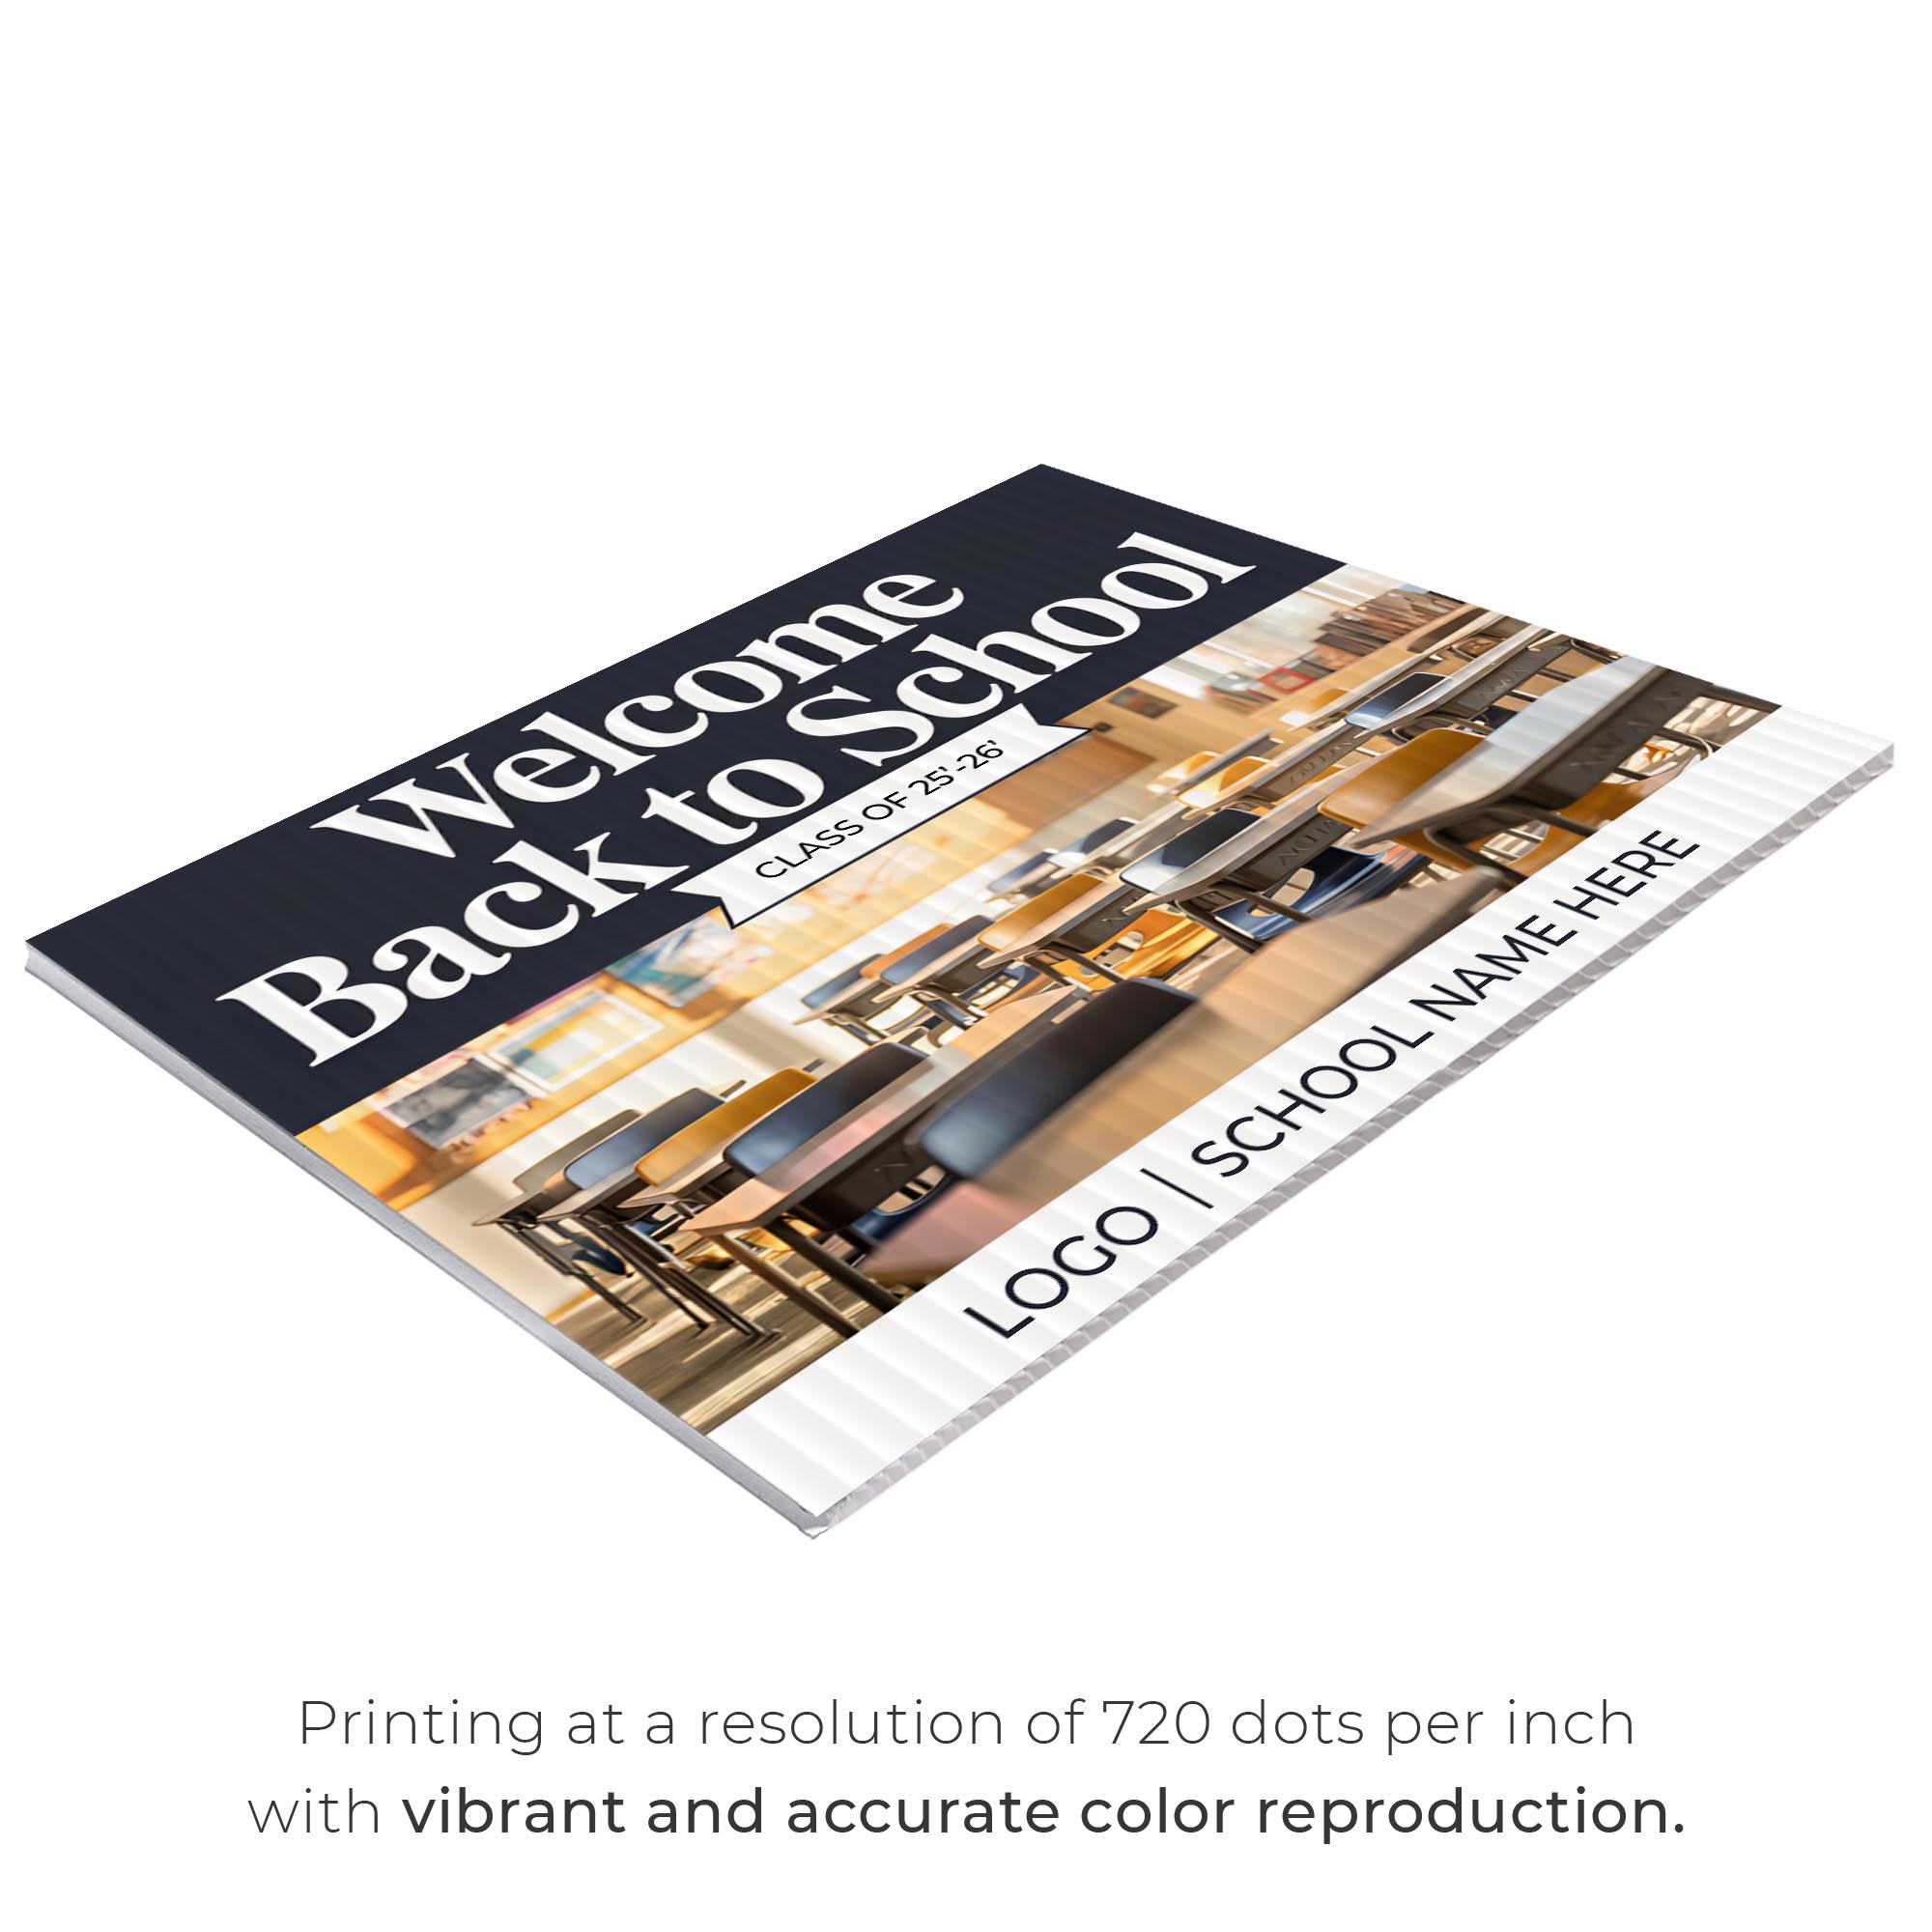 Welcome
Back to School
CLASS OF 25'-26'
LOGO | SCHOOL NAME HERE
Printing at a resolution of 720 dots per inch
with vibrant and accurate color reproduction.